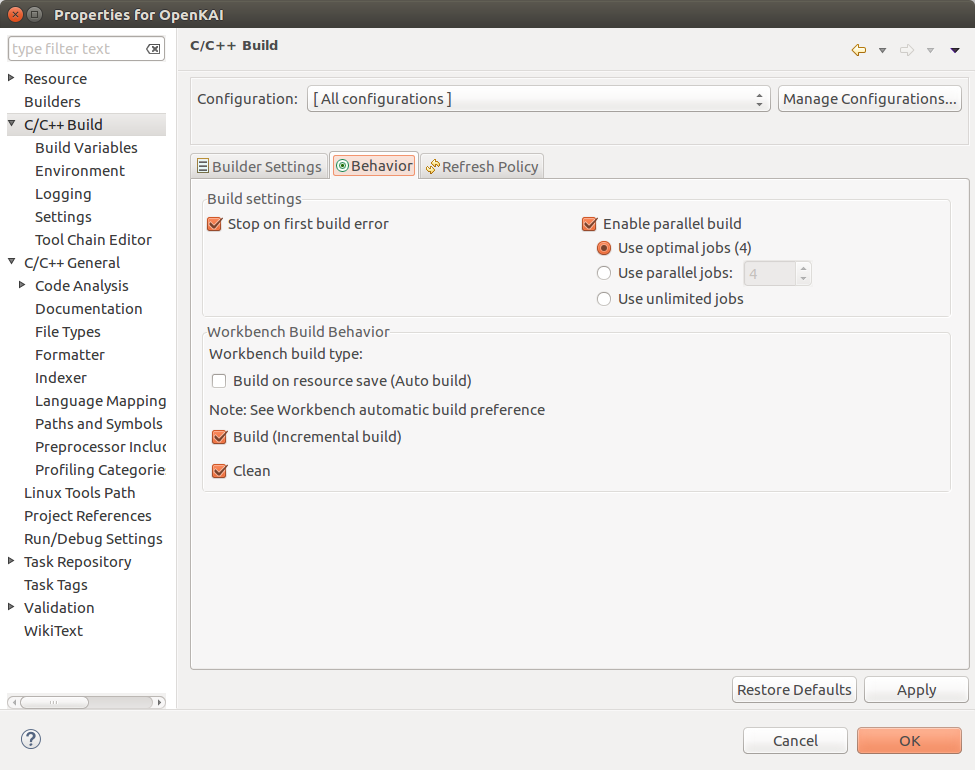 Properties for OpenKAI
type filter text
Resource
Builders
C/C++ Build
Build Variables
Environment
Logging
Settings
Tool Chain Editor
C/C++ General
Code Analysis
Documentation
File Types
Formatter
Indexer
Language Mapping
Paths and Symbols
Preprocessor Inclu
Profiling Categorie
Linux Tools Path
Project References
Run/Debug Settings
Task Repository
Task Tags
Validation
WikiText
C/C++ Build
Configuration: [ All configurations ] Manage Configurations...
Builder Settings Behavior Refresh Policy
Build settings
Stop on first build error Enable parallel build
Use optimal jobs (4)
Use parallel jobs: 4
Use unlimited jobs
Workbench Build Behavior
Workbench build type:
Build on resource save (Auto build)
Note: See Workbench automatic build preference
Build (Incremental build)
Clean
Restore Defaults Apply
? Cancel OK